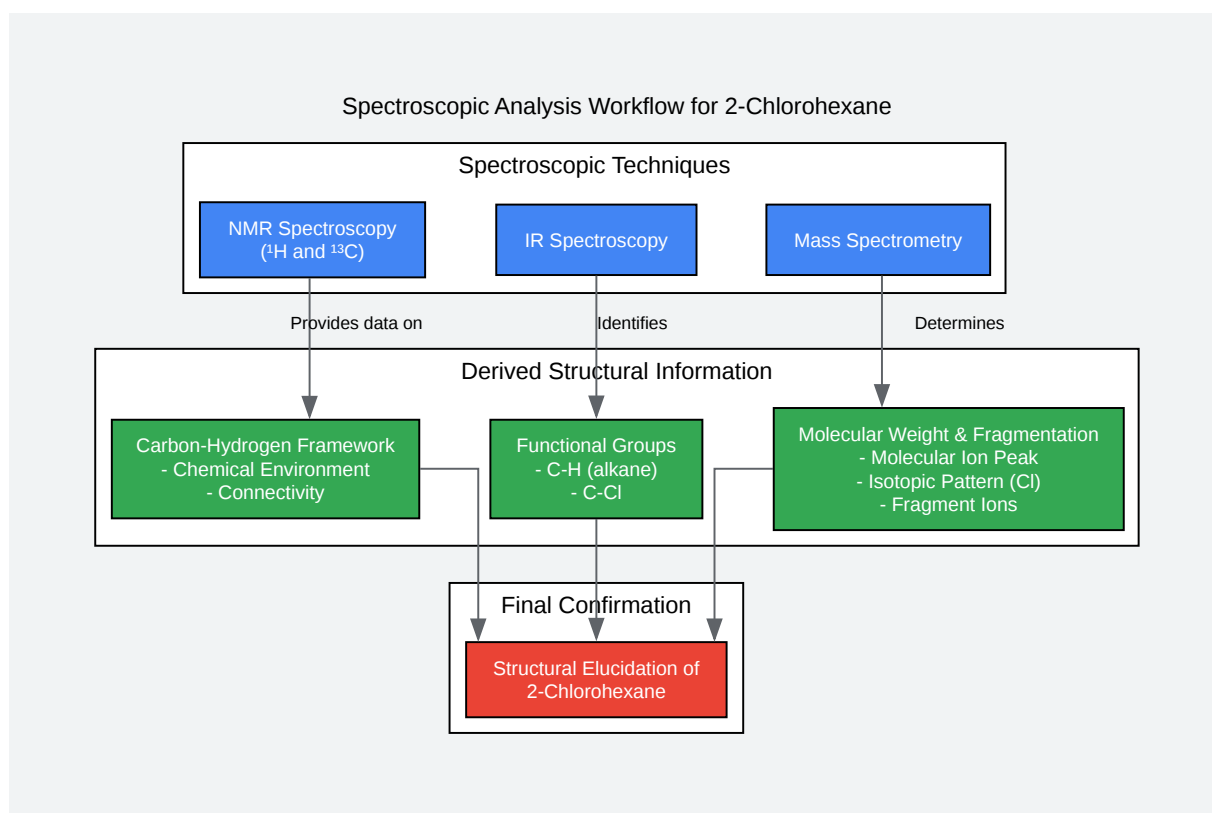 Spectroscopic Analysis Workflow for 2-Chlorohexane
Spectroscopic Techniques
NMR Spectroscopy
(¹H and ¹³C)
IR Spectroscopy
Mass Spectrometry
Provides data on
Identifies
Determines
Derived Structural Information
Carbon-Hydrogen Framework
- Chemical Environment
- Connectivity
Functional Groups
- C-H (alkane)
- C-Cl
Molecular Weight & Fragmentation
- Molecular Ion Peak
- Isotopic Pattern (Cl)
- Fragment Ions
Final Confirmation
Structural Elucidation of
2-Chlorohexane